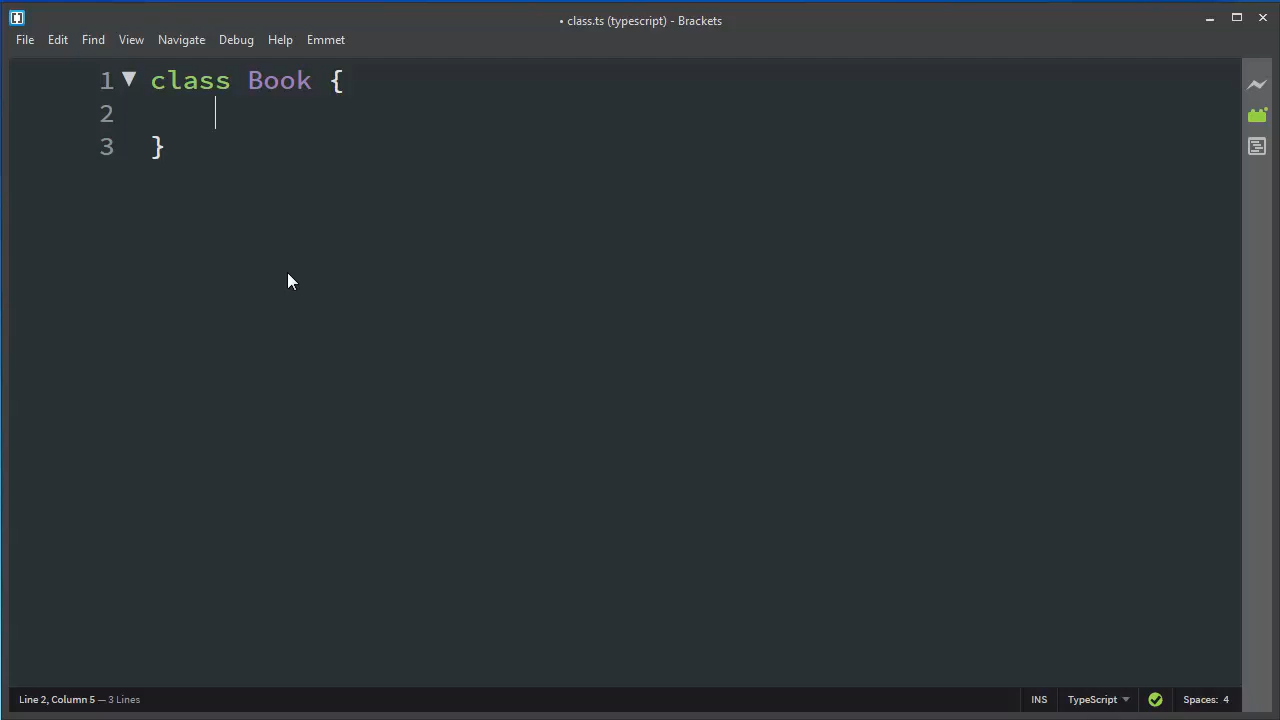 • class.ts (typescript) - Brackets
File Edit Find View Navigate Debug Help Emmet
1 class Book {
2
3 }
Line 2, Column 5 — 3 Lines
INS TypeScript Spaces: 4